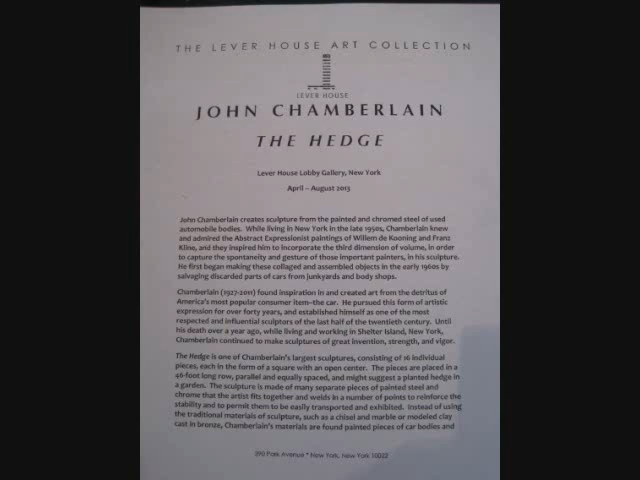 THE LEVER HOUSE ART COLLECTION
LEVER HOUSE
JOHN CHAMBERLAIN
THE HEDGE
Lever House Lobby Gallery, New York
April – August 2013
John Chamberlain creates sculpture from the painted and chromed steel of used
automobile bodies. While living in New York in the late 1950s, Chamberlain knew
and admired the Abstract Expressionist paintings of Willem de Kooning and Franz
Kline, and they inspired him to incorporate the third dimension of volume, in order
to capture the spontaneity and gesture of those important painters, in his sculpture.
He first began making these collaged and assembled objects in the early 1960s by
salvaging discarded parts of cars from junkyards and body shops.
Chamberlain (1927-2011) found inspiration in and created art from the detritus of
America's most popular consumer item–the car. He pursued this form of artistic
expression for over forty years, and established himself as one of the most
respected and influential sculptors of the last half of the twentieth century. Until
his death over a year ago, while living and working in Shelter Island, New York,
Chamberlain continued to make sculptures of great invention, strength, and vigor.
The Hedge is one of Chamberlain's largest sculptures, consisting of 16 individual
pieces, each in the form of a square with an open center. The pieces are placed in a
46-foot long row, parallel and equally spaced, and might suggest a planted hedge in
a garden. The sculpture is made of many separate pieces of painted steel and
chrome that the artist fits together and welds in a number of points to reinforce the
stability and to permit them to be easily transported and exhibited. Instead of using
the traditional materials of sculpture, such as a chisel and marble or modeled clay
cast in bronze, Chamberlain's materials are found painted pieces of car bodies and
390 Park Avenue * New York, New York 10022